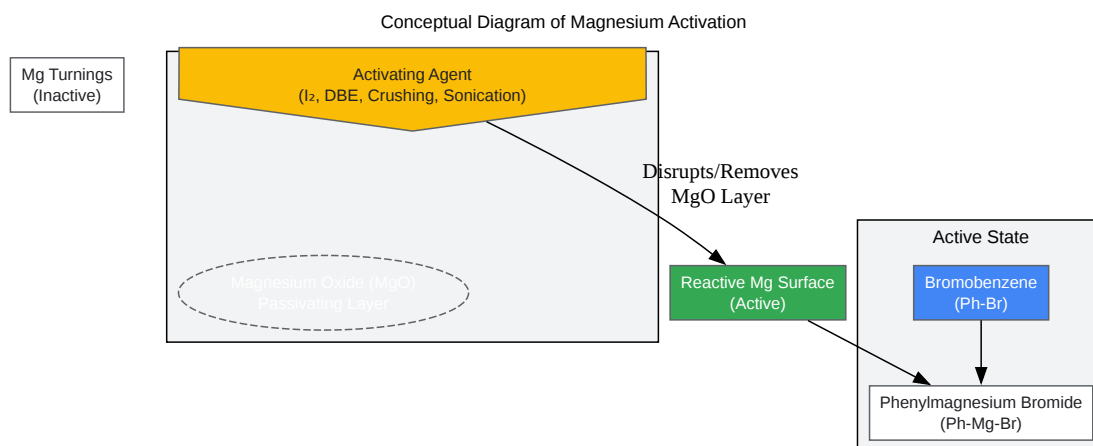 Conceptual Diagram of Magnesium Activation
Mg Turnings
(Inactive)
Activating Agent
(I₂, DBE, Crushing, Sonication)
Disrupts/Removes
MgO Layer
Magnesium Oxide (MgO)
Passivating Layer
Reactive Mg Surface
(Active)
Active State
Bromobenzene
(Ph-Br)
Phenylmagnesium Bromide
(Ph-Mg-Br)